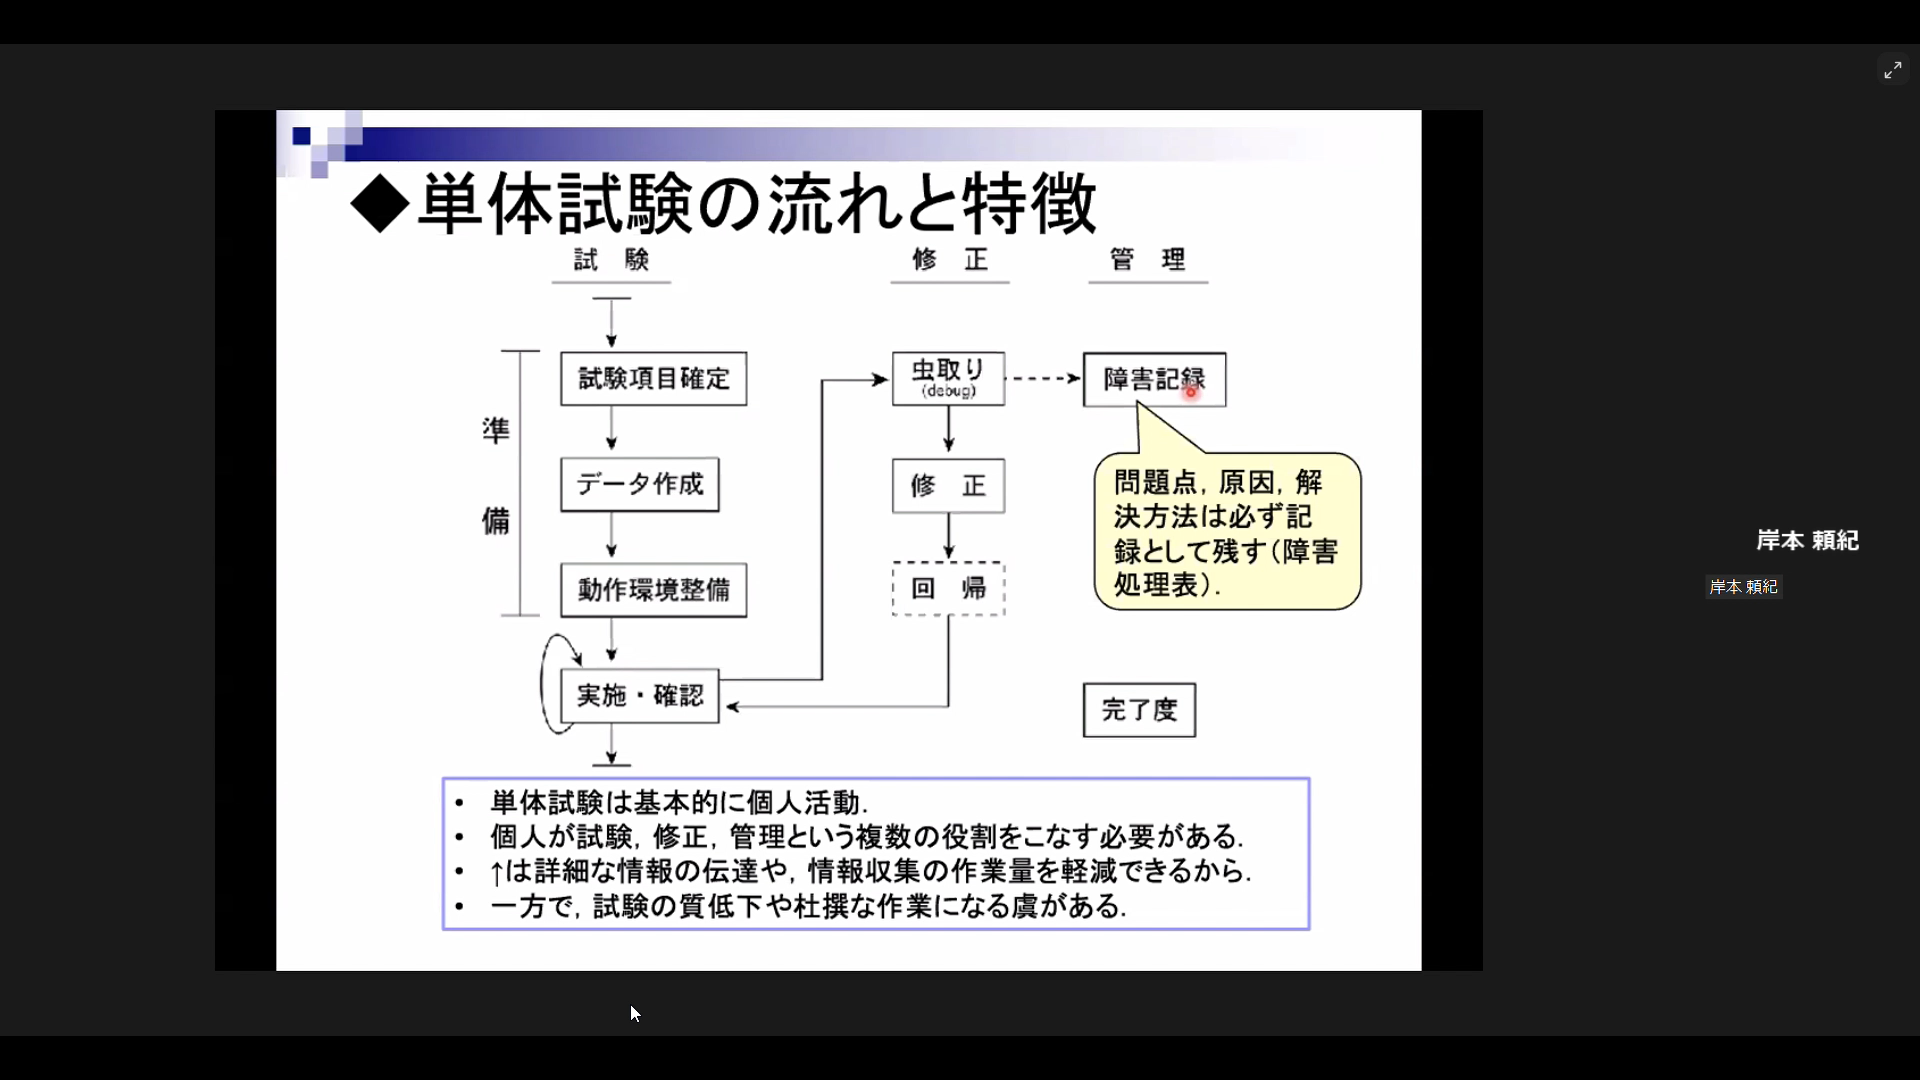 ◆単体試験の流れと特徴
試 験
修 正
管 理
準
備
試験項目確定
データ作成
動作環境整備
実施・確認
虫取り
(debug)
修 正
回 帰
障害記録
問題点, 原因, 解
決方法は必ず記
録として残す(障害
処理表).
完了度
• 単体試験は基本的に個人活動.
• 個人が試験, 修正, 管理という複数の役割をこなす必要がある.
• ↑は詳細な情報の伝達や, 情報収集の作業量を軽減できるから.
• 一方で, 試験の質低下や杜撰な作業になる虞がある.
岸本 頼紀
岸本 頼紀